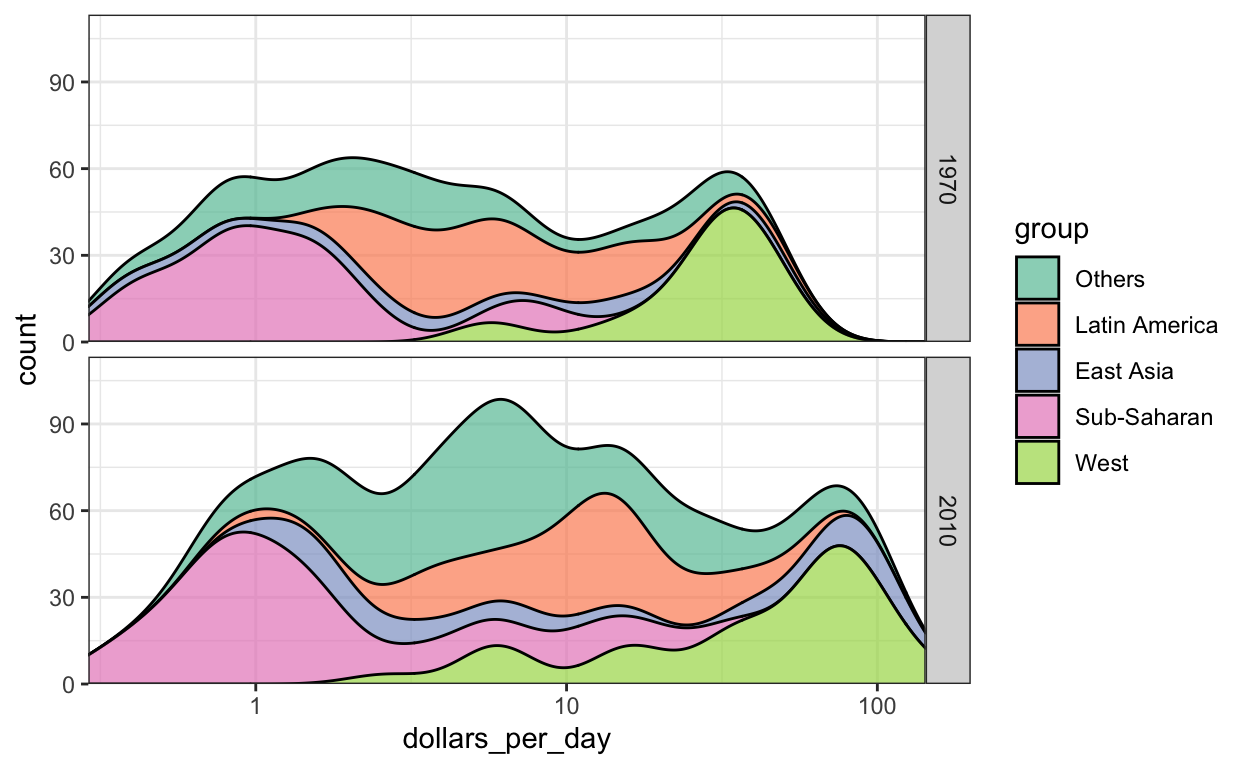 90
60
30
0
1970
90
60
30
0
2010
count
1 10 100
dollars_per_day
group
Others
Latin America
East Asia
Sub-Saharan
West